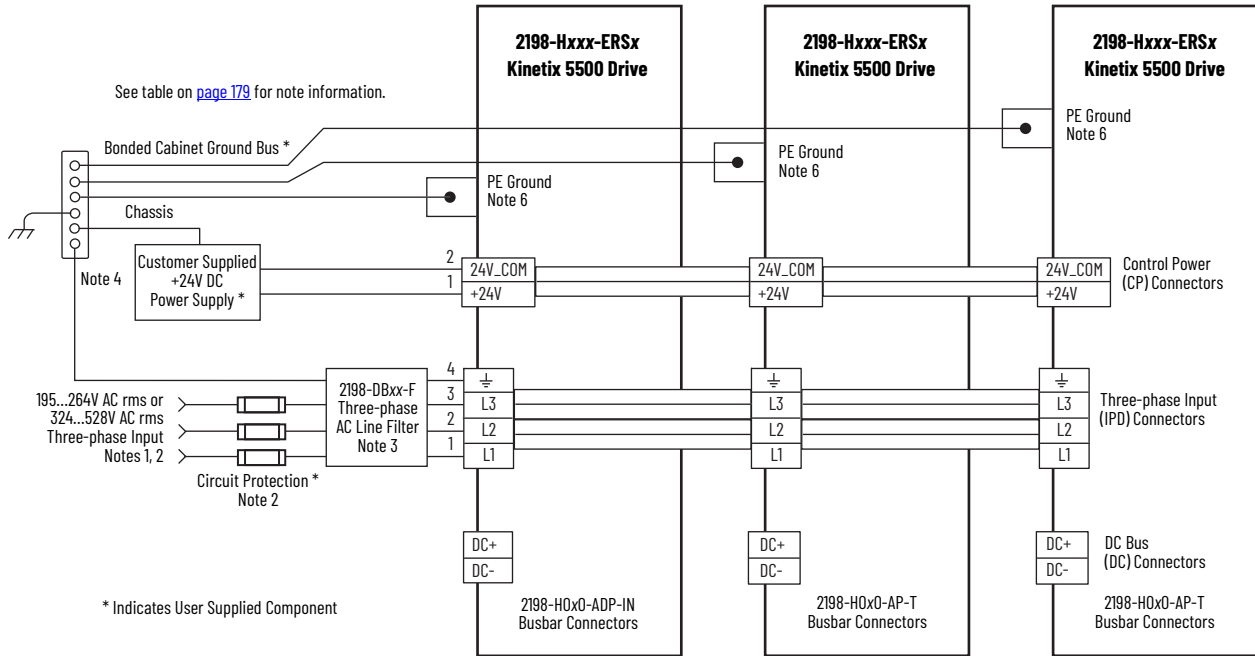 2198-Hxxx-ERSx
Kinetix 5500 Drive
2198-Hxxx-ERSx
Kinetix 5500 Drive
2198-Hxxx-ERSx
Kinetix 5500 Drive
See table on page 179 for note information.
Bonded Cabinet Ground Bus *
PE Ground
Note 6
PE Ground
Note 6
PE Ground
Note 6
Chassis
Note 4
Customer Supplied
+24V DC
Power Supply *
2
1
24V_COM
+24V
24V_COM
+24V
24V_COM
+24V
Control Power
(CP) Connectors
195...264V AC rms or
324...528V AC rms
Three-phase Input
Notes 1, 2
Circuit Protection *
Note 2
2198-DBxx-F
Three-phase
AC Line Filter
Note 3
4
3
2
1
L3
L2
L1
L3
L2
L1
L3
L2
L1
Three-phase Input
(IPD) Connectors
DC+
DC-
DC+
DC-
DC+
DC-
DC Bus
(DC) Connectors
* Indicates User Supplied Component
2198-H0x0-ADP-IN
Busbar Connectors
2198-H0x0-AP-T
Busbar Connectors
2198-H0x0-AP-T
Busbar Connectors